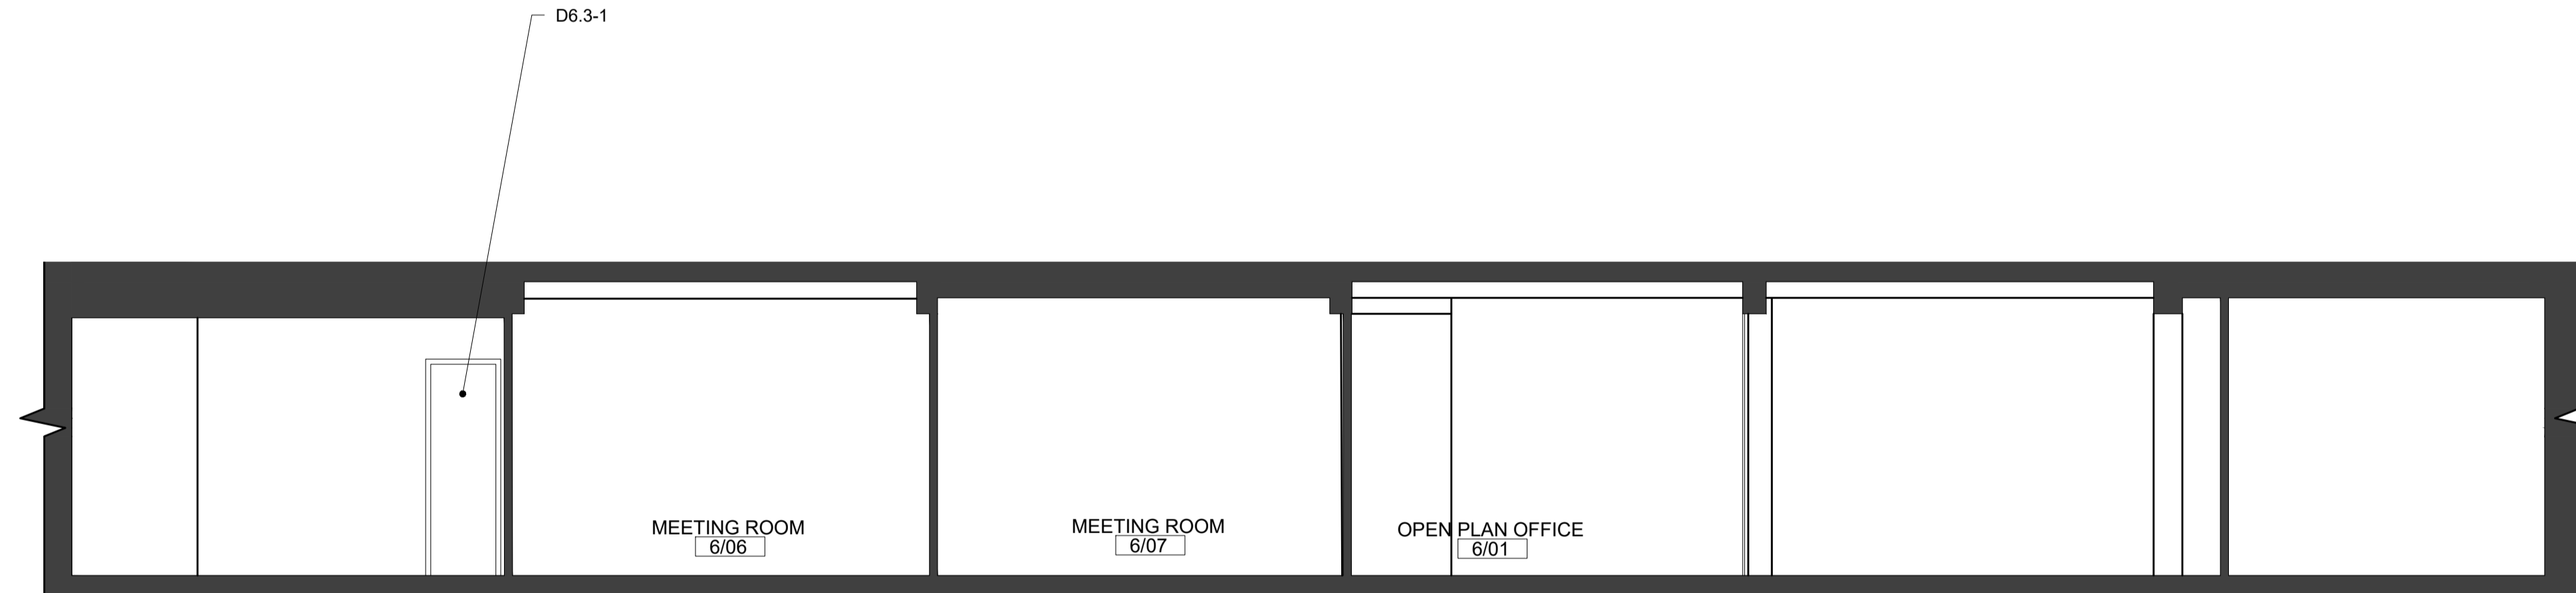 D6.3-1
MEETING ROOM
6/06
MEETING ROOM
6/07
OPEN PLAN OFFICE
6/01